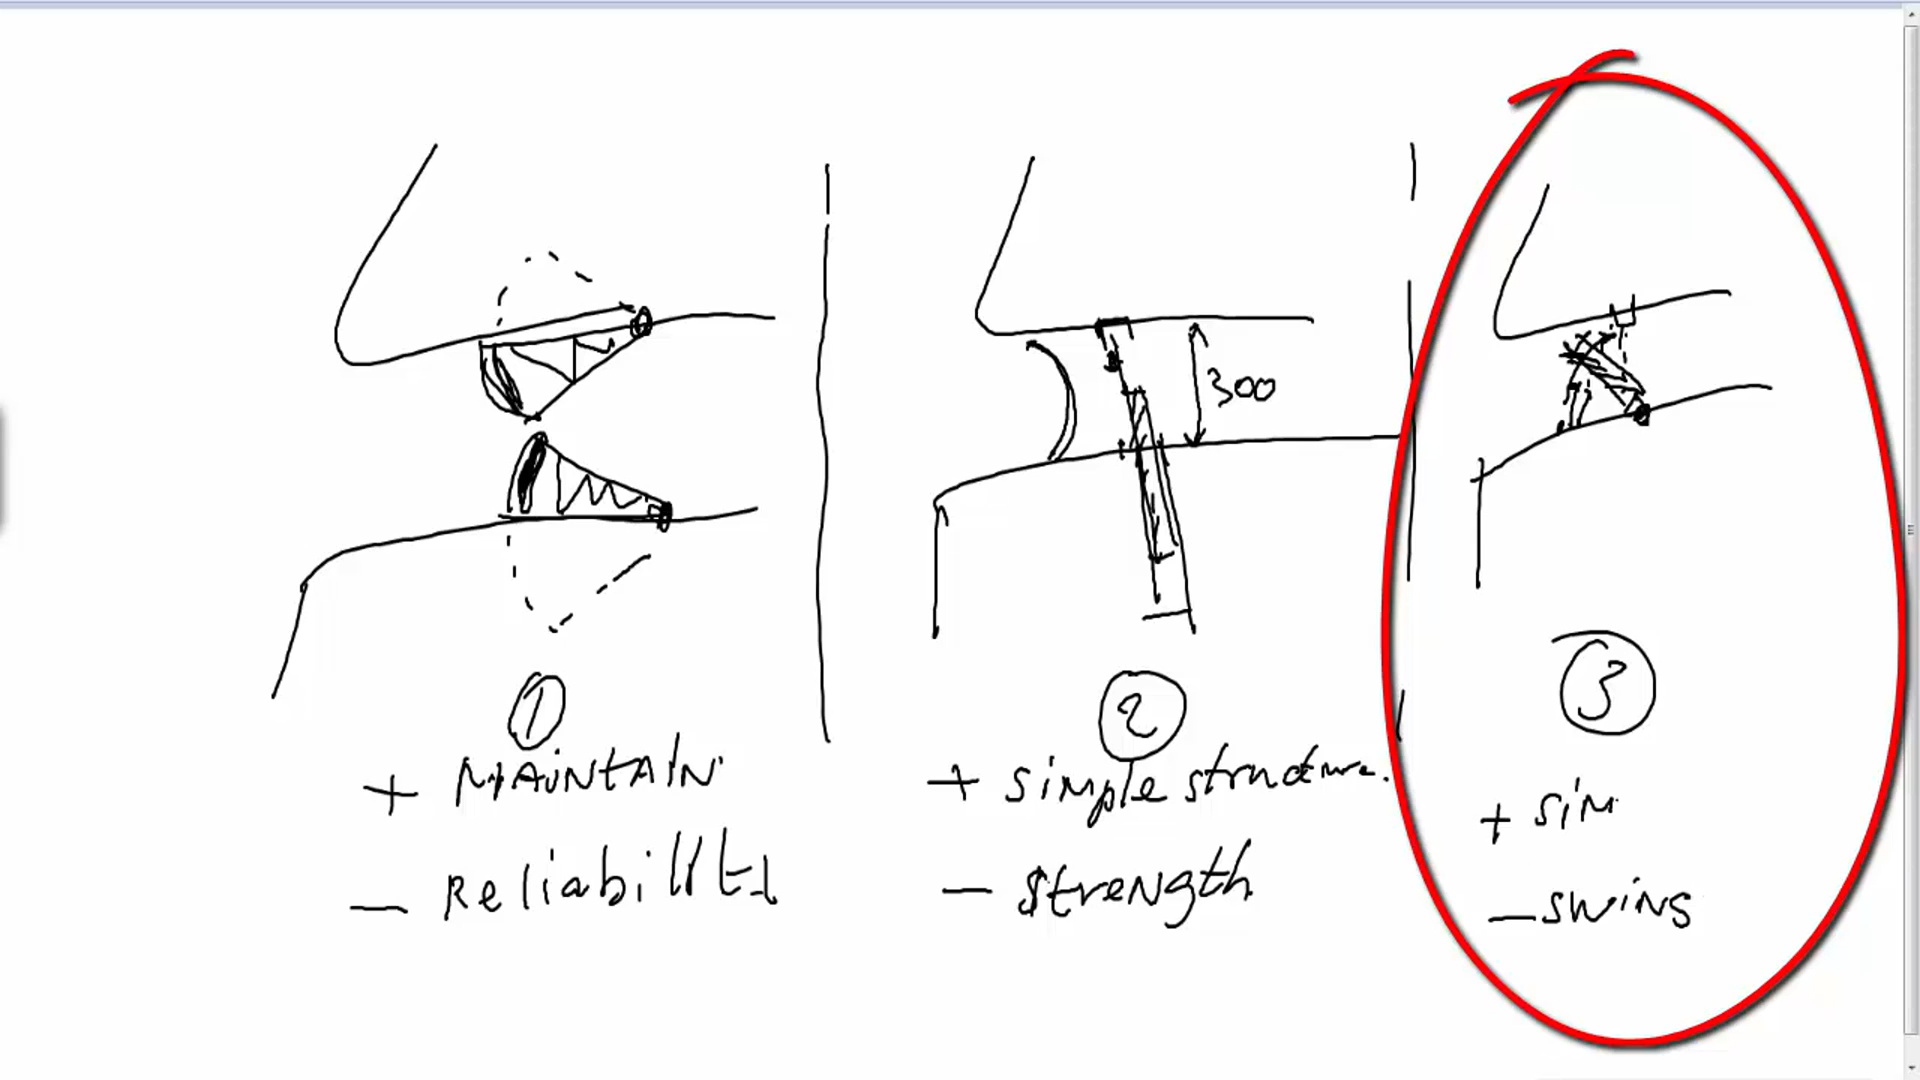 300
1
+ MAINTAIN
- Reliability
2
+ simple structure.
- strength
3
+ sim
- swing